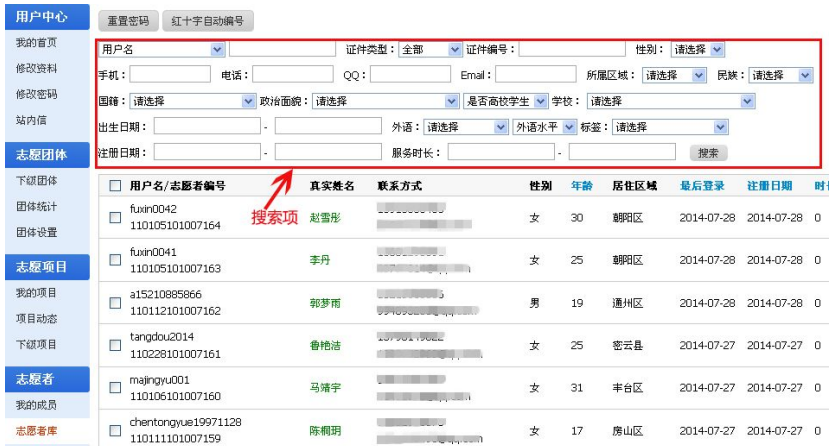 用户中心
我的首页
修改资料
修改密码
站内信
志愿团体
下级团体
团体统计
团体设置
志愿项目
我的项目
项目动态
下级项目
志愿者
我的成员
志愿者库
重置密码 红十字自动编号
用户名 证件类型： 全部 证件编号： 性别： 请选择
手机： 电话： QQ： Email： 所属区域： 请选择 民族： 请选择
国籍： 请选择 政治面貌： 请选择 是否高校学生 学校： 请选择
出生日期： - 外语： 请选择 外语水平 标签： 请选择
注册日期： - 服务时长： - 搜索
搜索项
用户名/志愿者编号 真实姓名 联系方式 性别 年龄 居住区域 最后登录 注册日期
fuxin0042
110105101007164 赵雪彤 女 30 朝阳区 2014-07-28 2014-07-28 0
fuxin0041
110105101007163 李丹 女 25 朝阳区 2014-07-28 2014-07-28 0
a15210885866
110112101007162 郭梦雨 男 19 通州区 2014-07-28 2014-07-28 0
tangdou2014
110228101007161 鲁艳洁 女 25 密云县 2014-07-27 2014-07-27 0
majingyu001
110106101007160 马婧宇 女 31 丰台区 2014-07-27 2014-07-27 0
chentongyue19971128
110111101007159 陈桐玥 女 17 房山区 2014-07-27 2014-07-27 0